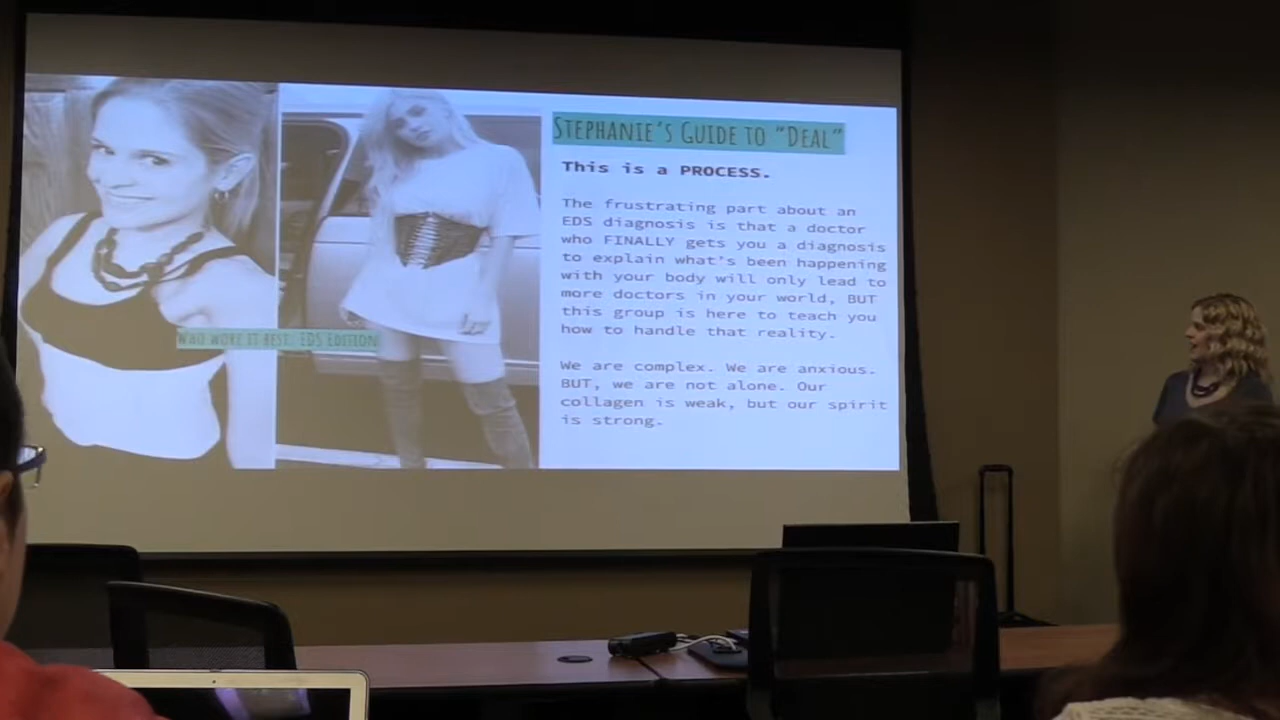 STEPHANIE'S GUIDE TO "DEAL"
This is a PROCESS.
The frustrating part about an
EDS diagnosis is that a doctor
who FINALLY gets you a diagnosis
to explain what's been happening
with your body will only lead to
more doctors in your world, BUT
this group is here to teach you
how to handle that reality.
We are complex. We are anxious.
BUT, we are not alone. Our
collagen is weak, but our spirit
is strong.
WHO WORE IT BEST: EDS EDITION